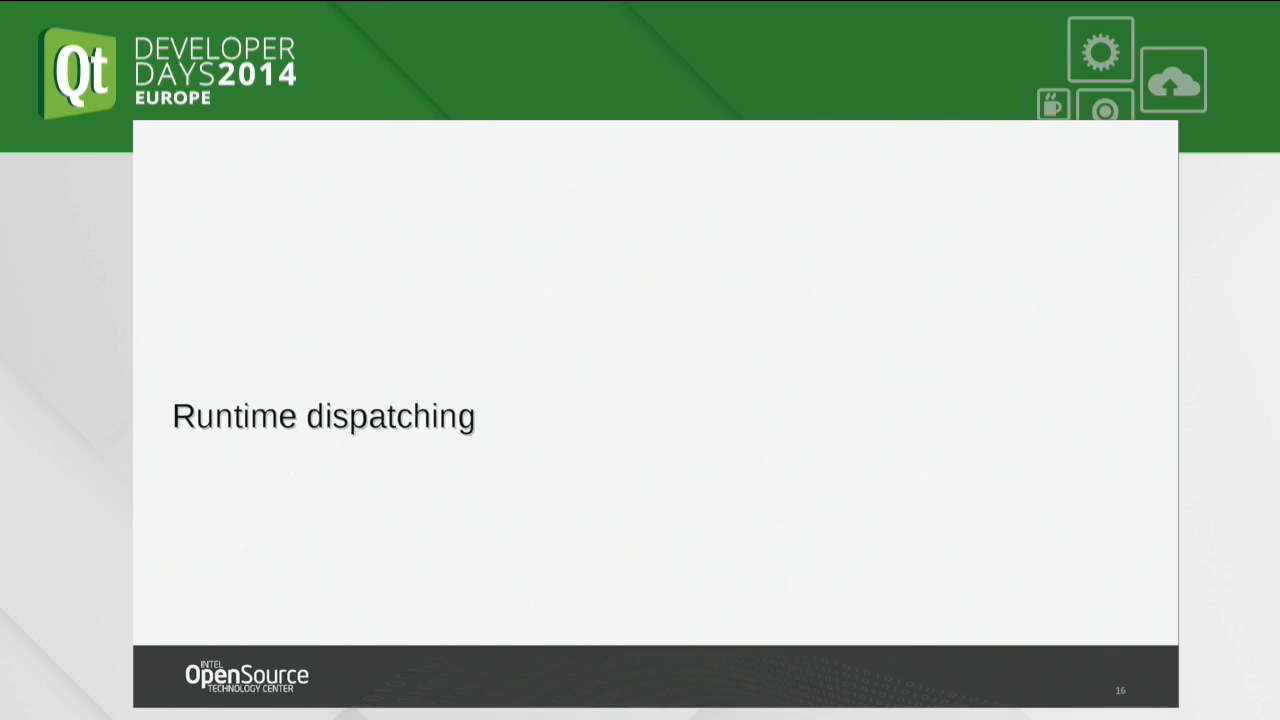 Qt
DEVELOPER
DAYS2014
EUROPE
Runtime dispatching
INTEL
OpenSource
TECHNOLOGY CENTER
16